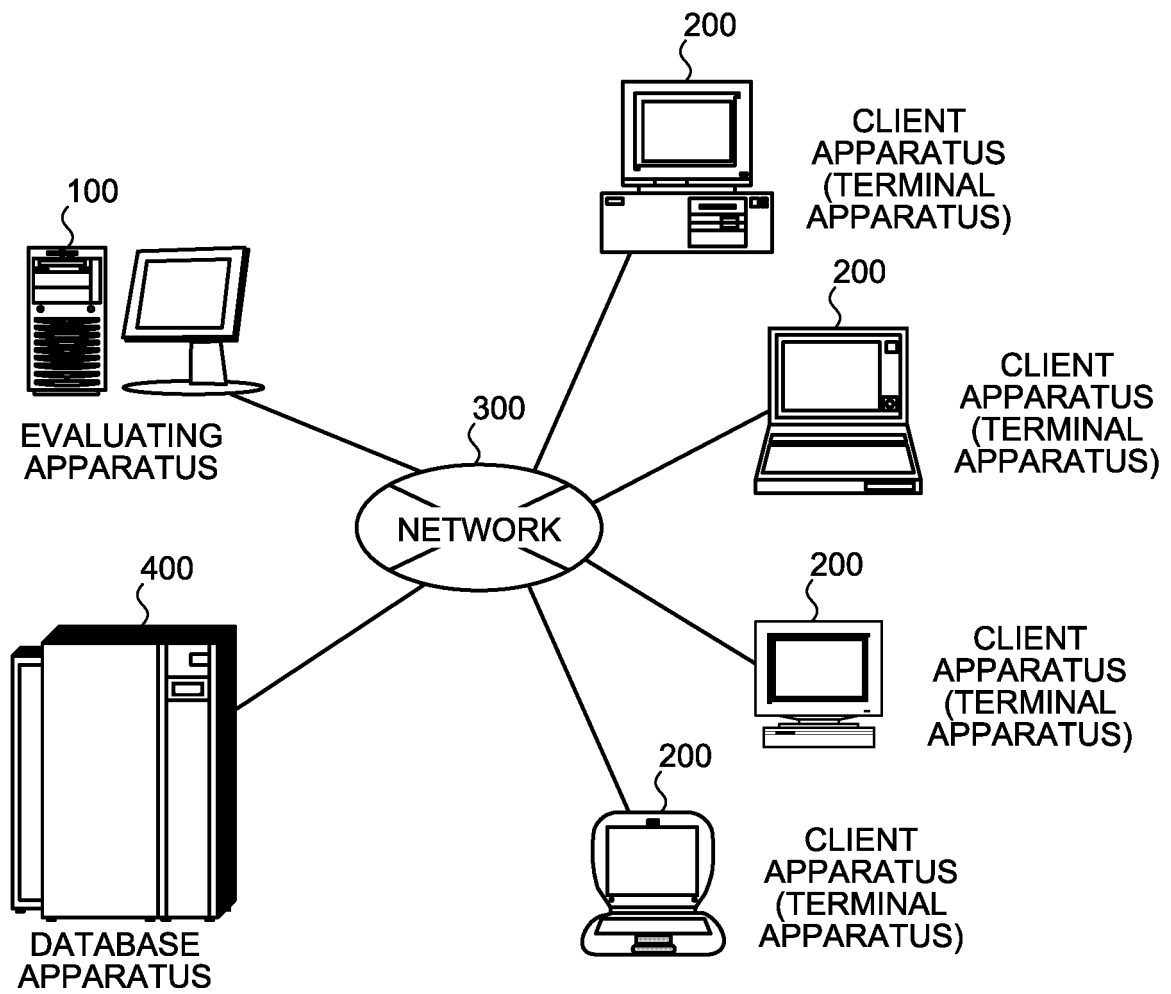 200
CLIENT
APPARATUS
(TERMINAL
APPARATUS)
100
EVALUATING
APPARATUS
200
CLIENT
APPARATUS
(TERMINAL
APPARATUS)
300
NETWORK
400
DATABASE
APPARATUS
200
CLIENT
APPARATUS
(TERMINAL
APPARATUS)
200
CLIENT
APPARATUS
(TERMINAL
APPARATUS)